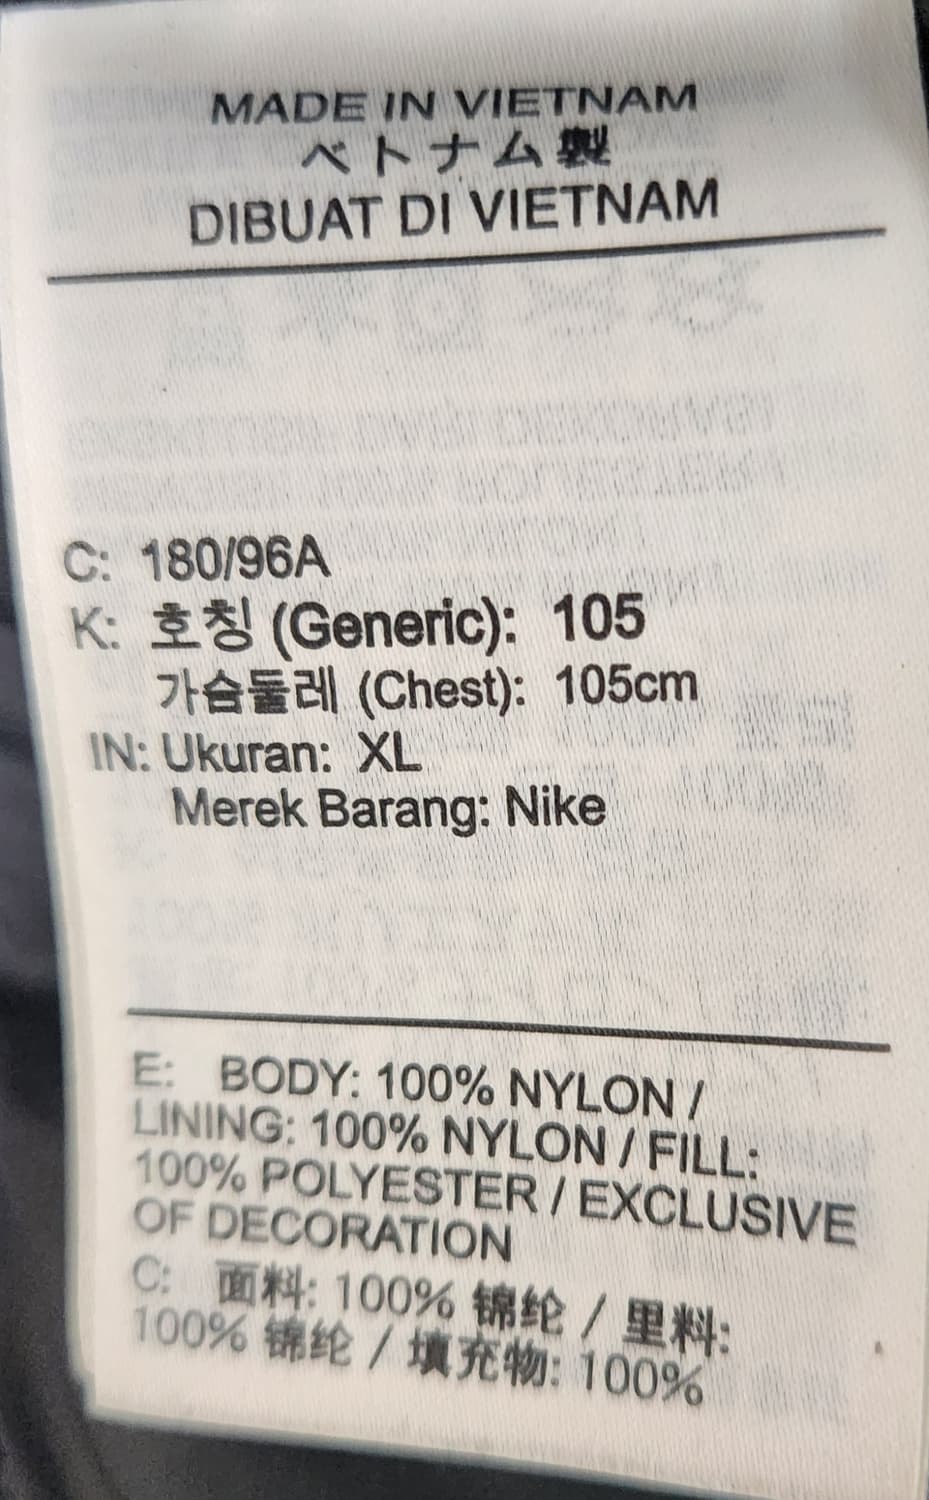 MADE IN VIETNAM
ベトナム製
DIBUAT DI VIETNAM
C: 180/96A
K: 호칭 (Generic): 105
가슴둘레 (Chest): 105cm
IN: Ukuran: XL
Merek Barang: Nike
E: BODY: 100% NYLON /
LINING: 100% NYLON / FILL:
100% POLYESTER / EXCLUSIVE
OF DECORATION
C: 面料: 100% 锦纶 / 里料:
100% 锦纶 / 填充物: 100%